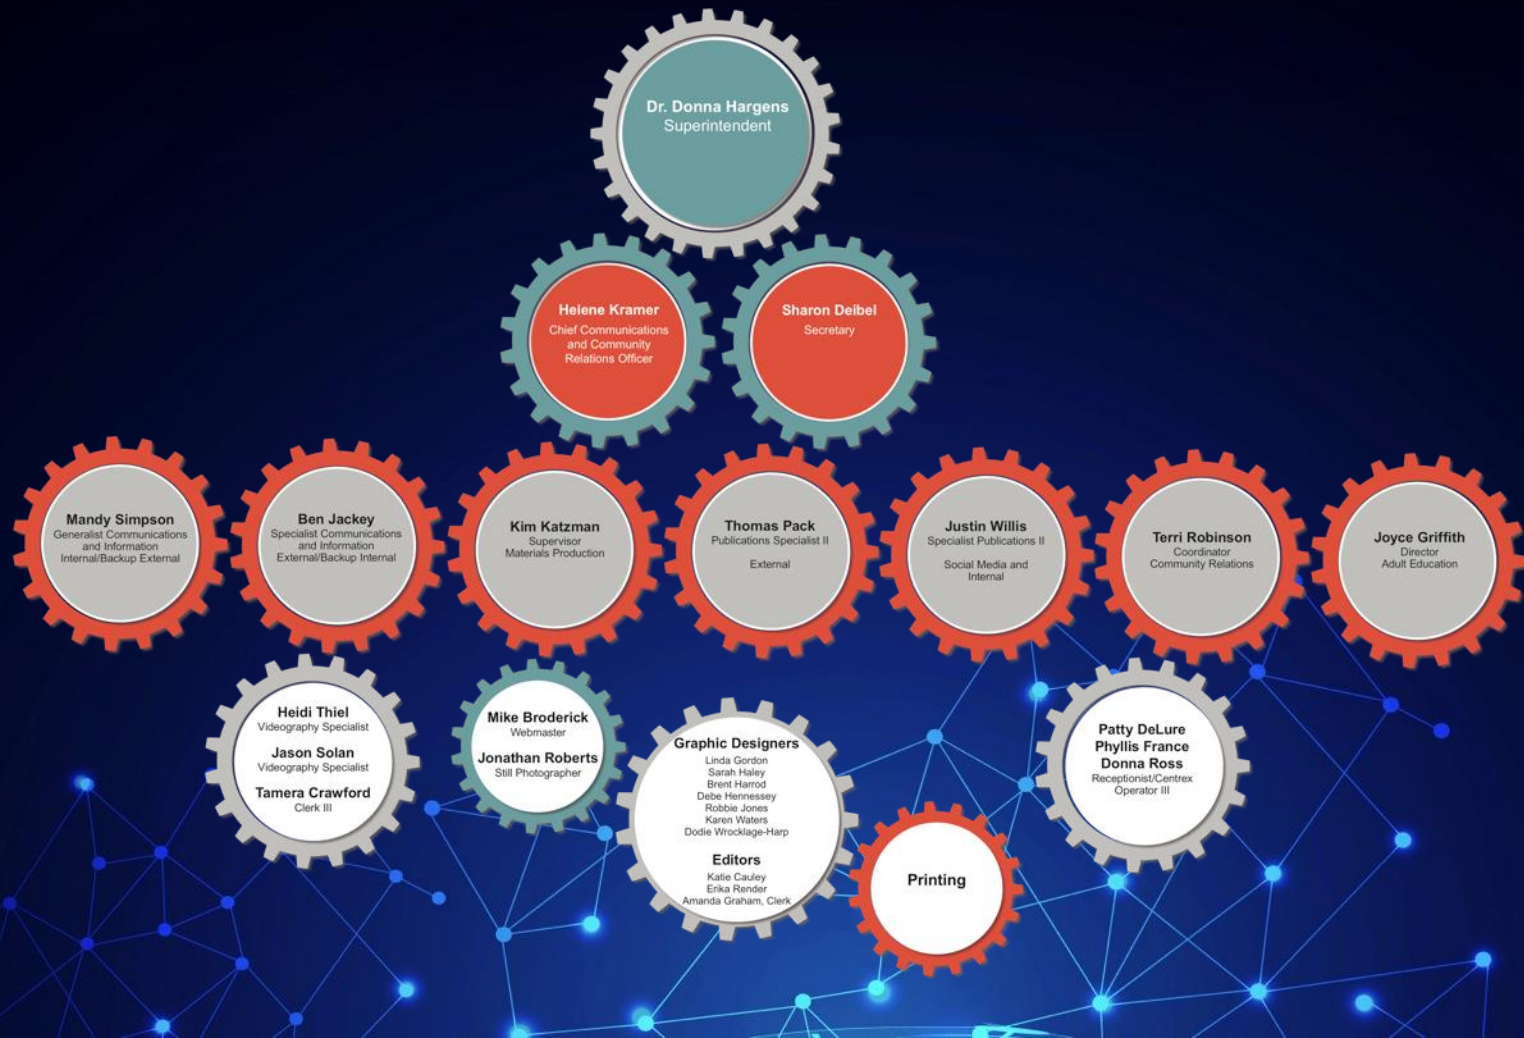 Dr. Donna Hargens
Superintendent
Helene Kramer
Chief Communications
and Community
Relations Officer
Sharon Deibel
Secretary
Mandy Simpson
Generalist Communications
and Information
Internal/Backup External
Ben Jackey
Specialist Communications
and Information
External/Backup Internal
Kim Katzman
Supervisor
Materials Production
Thomas Pack
Publications Specialist II
External
Justin Willis
Specialist Publications II
Social Media and
Internal
Terri Robinson
Coordinator
Community Relations
Joyce Griffith
Director
Adult Education
Heidi Thiel
Videography Specialist
Jason Solan
Videography Specialist
Tamera Crawford
Clerk III
Mike Broderick
Webmaster
Jonathan Roberts
Still Photographer
Graphic Designers
Linda Gordon
Sarah Haley
Brent Harrod
Debe Hennessey
Robbie Jones
Karen Waters
Dodie Wrocklage-Harp
Editors
Katie Cauley
Erika Render
Amanda Graham, Clerk
Printing
Patty DeLure
Phyllis France
Donna Ross
Receptionist/Centrex
Operator III